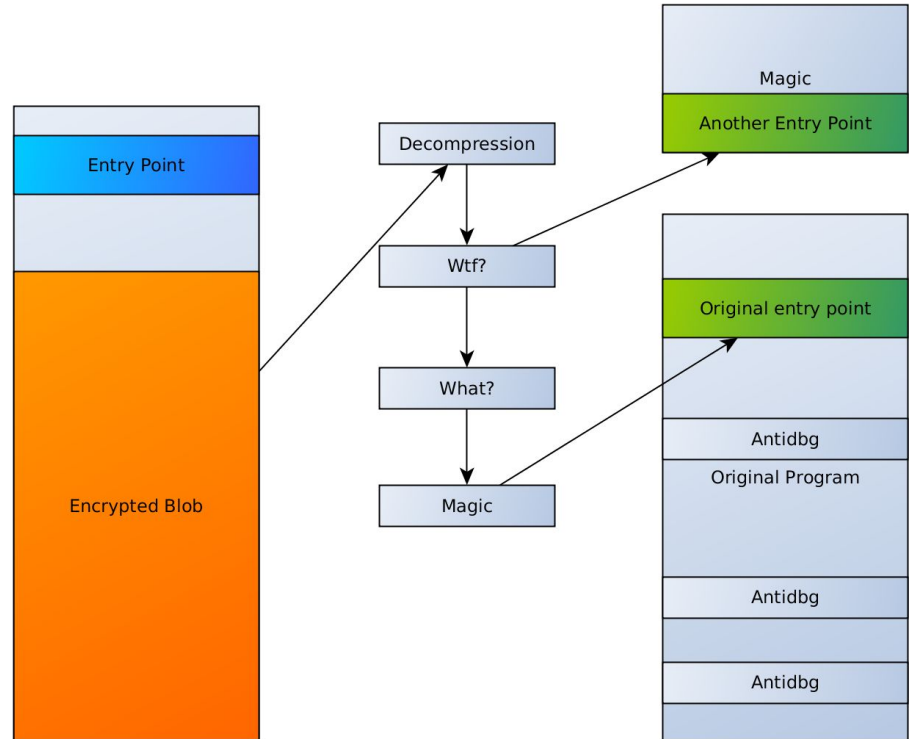 Entry Point
Encrypted Blob
Decompression
Wtf?
What?
Magic
Magic
Another Entry Point
Original entry point
Antidbg
Original Program
Antidbg
Antidbg